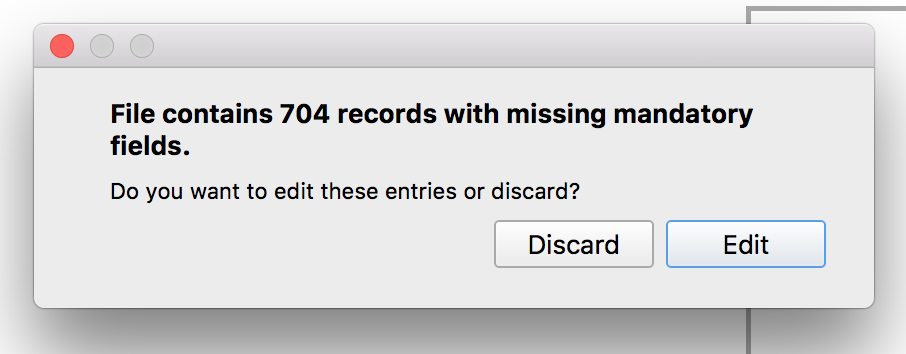 File contains 704 records with missing mandatory
fields.
Do you want to edit these entries or discard?
Discard
Edit